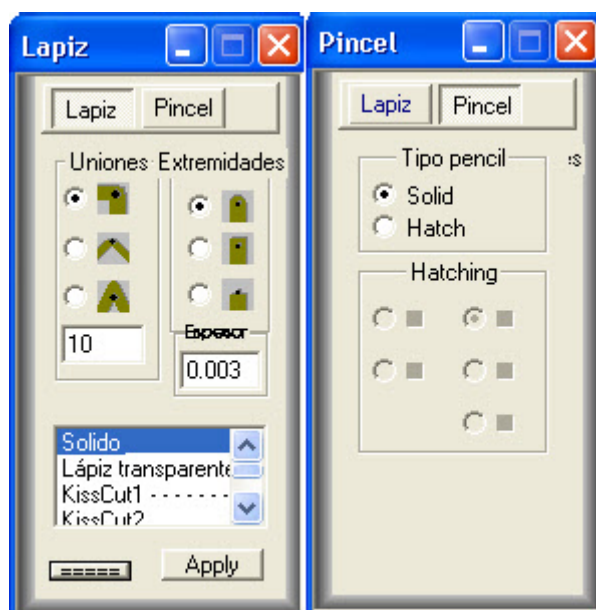 Lapiz
Lapiz Pincel
Uniones Extremidades
10
Espesor
0.003
Solido
Lápiz transparente
KissCut1 - - - - - - -
KissCut2
===== Apply
Pincel
Lapiz Pincel
Tipo pencil
Solid
Hatch
Hatching